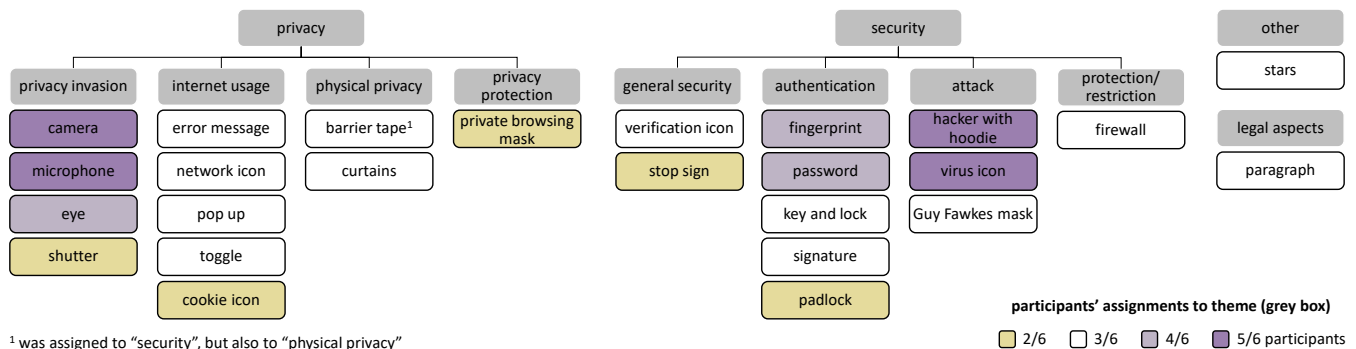 privacy
security
other
privacy invasion
internet usage
physical privacy
privacy
protection
general security
authentication
attack
protection/
restriction
stars
camera
error message
barrier tape¹
private browsing
mask
verification icon
fingerprint
hacker with
hoodie
firewall
legal aspects
microphone
network icon
curtains
stop sign
password
virus icon
paragraph
eye
pop up
key and lock
Guy Fawkes mask
shutter
toggle
signature
cookie icon
padlock
participants’ assignments to theme (grey box)
2/6 3/6 4/6 5/6 participants
¹ was assigned to “security”, but also to “physical privacy”